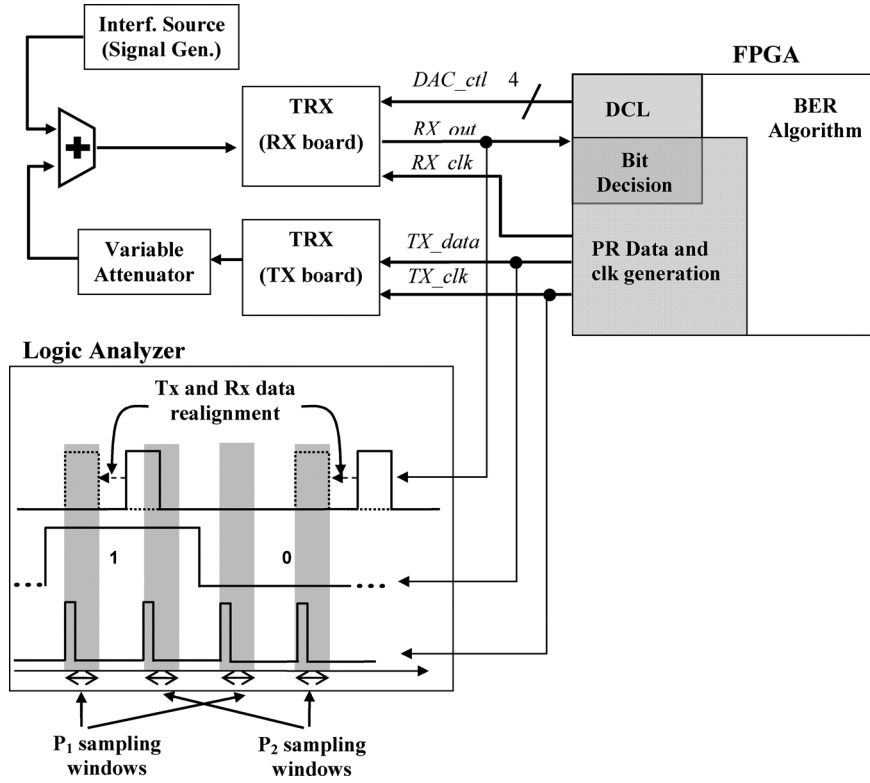 Interf. Source
(Signal Gen.)
FPGA
TRX
(RX board)
DAC_ctl 4
RX_out
RX_clk
DCL
BER
Algorithm
Bit
Decision
Variable
Attenuator
TRX
(TX board)
TX_data
TX_clk
PR Data and
clk generation
Logic Analyzer
Tx and Rx data
realignment
1 0
P1 sampling
windows
P2 sampling
windows